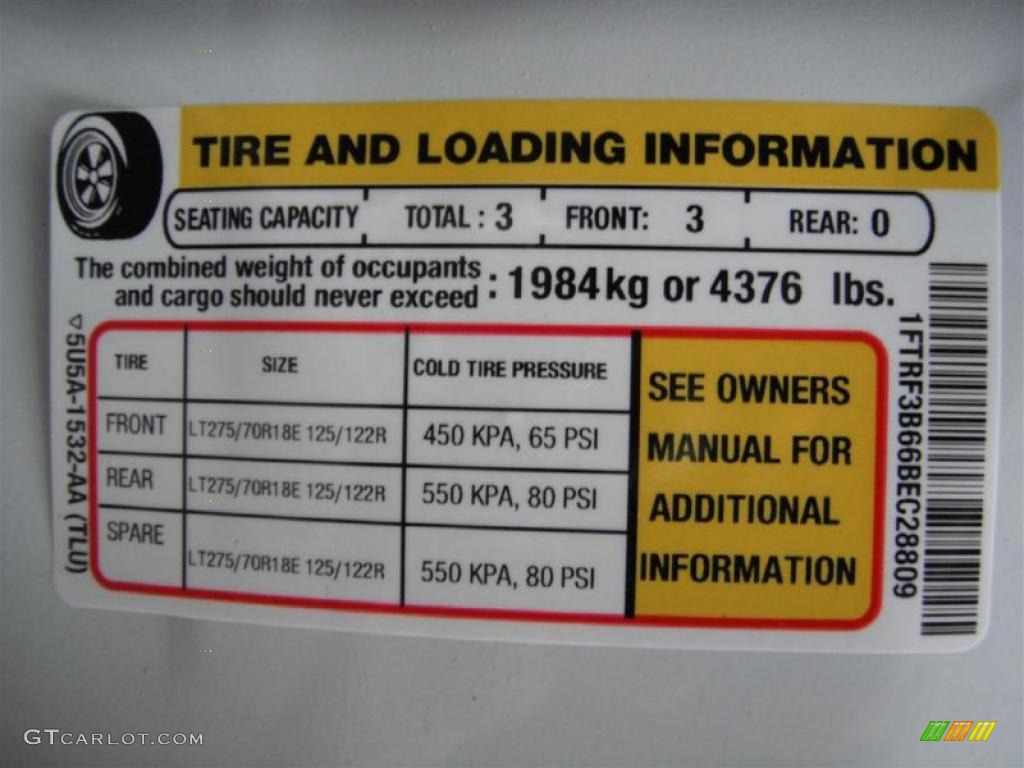 TIRE AND LOADING INFORMATION
SEATING CAPACITY TOTAL : 3 FRONT: 3 REAR: 0
The combined weight of occupants
and cargo should never exceed : 1984kg or 4376 lbs.
TIRE SIZE COLD TIRE PRESSURE
FRONT LT275/70R18E 125/122R 450 KPA, 65 PSI
REAR LT275/70R18E 125/122R 550 KPA, 80 PSI
SPARE LT275/70R18E 125/122R 550 KPA, 80 PSI
SEE OWNERS
MANUAL FOR
ADDITIONAL
INFORMATION
5U5A-1532-AA (TLU)
1FTRF3B66BEC28809
GTCARLOT.COM